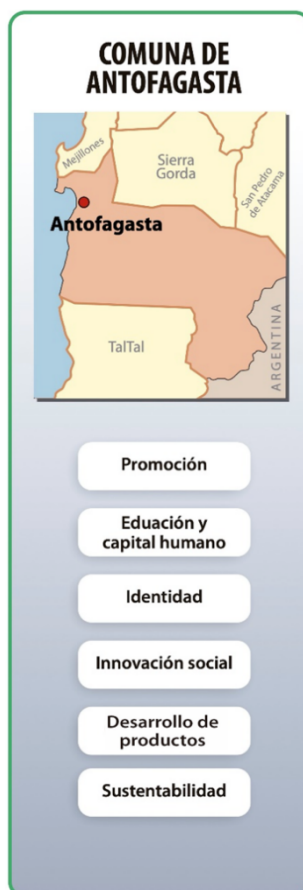 COMUNA DE
ANTOFAGASTA
Mejillones
Sierra
Gorda
San Pedro
de Atacama
Antofagasta
TalTal
ARGENTINA
Promoción
Eduación y
capital humano
Identidad
Innovación social
Desarrollo de
productos
Sustentabilidad